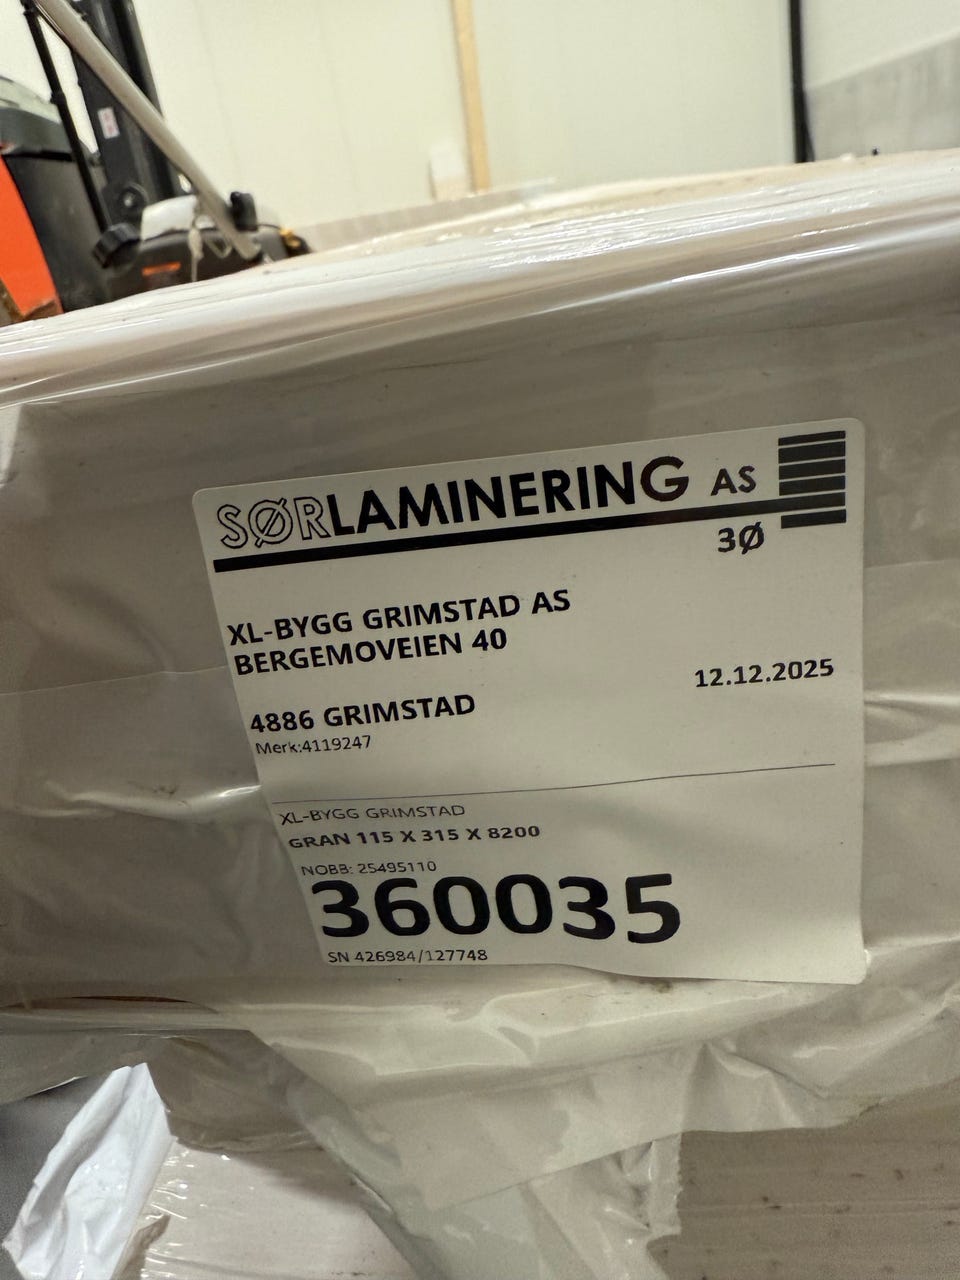 SØRLAMINERING AS
3Ø
XL-BYGG GRIMSTAD AS
BERGEMOVEIEN 40
12.12.2025
4886 GRIMSTAD
Merk:4119247
XL-BYGG GRIMSTAD
GRAN 115 X 315 X 8200
NOBB: 25495110
360035
SN 426984/127748